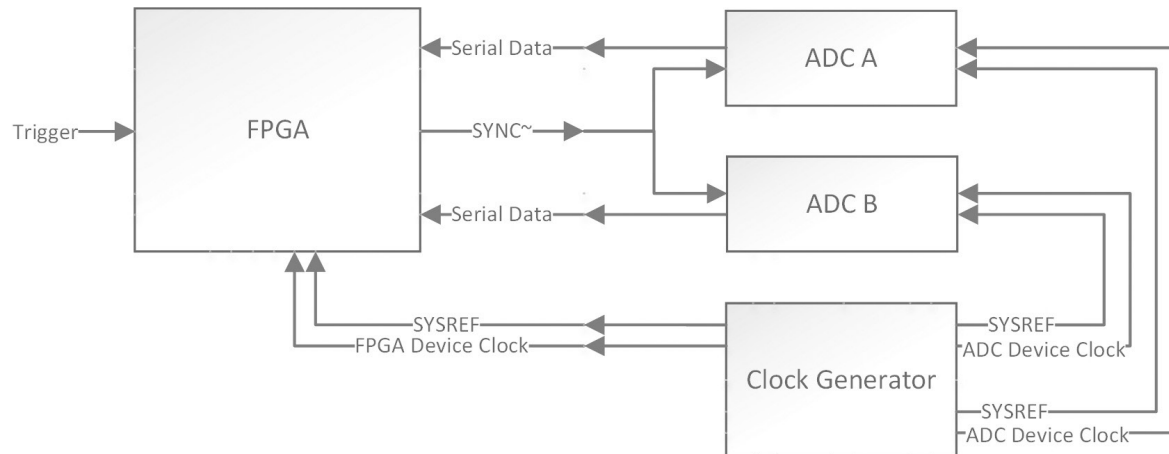 Serial Data
ADC A
Trigger
FPGA
SYNC~
ADC B
Serial Data
SYSREF
FPGA Device Clock
Clock Generator
SYSREF
ADC Device Clock
SYSREF
ADC Device Clock